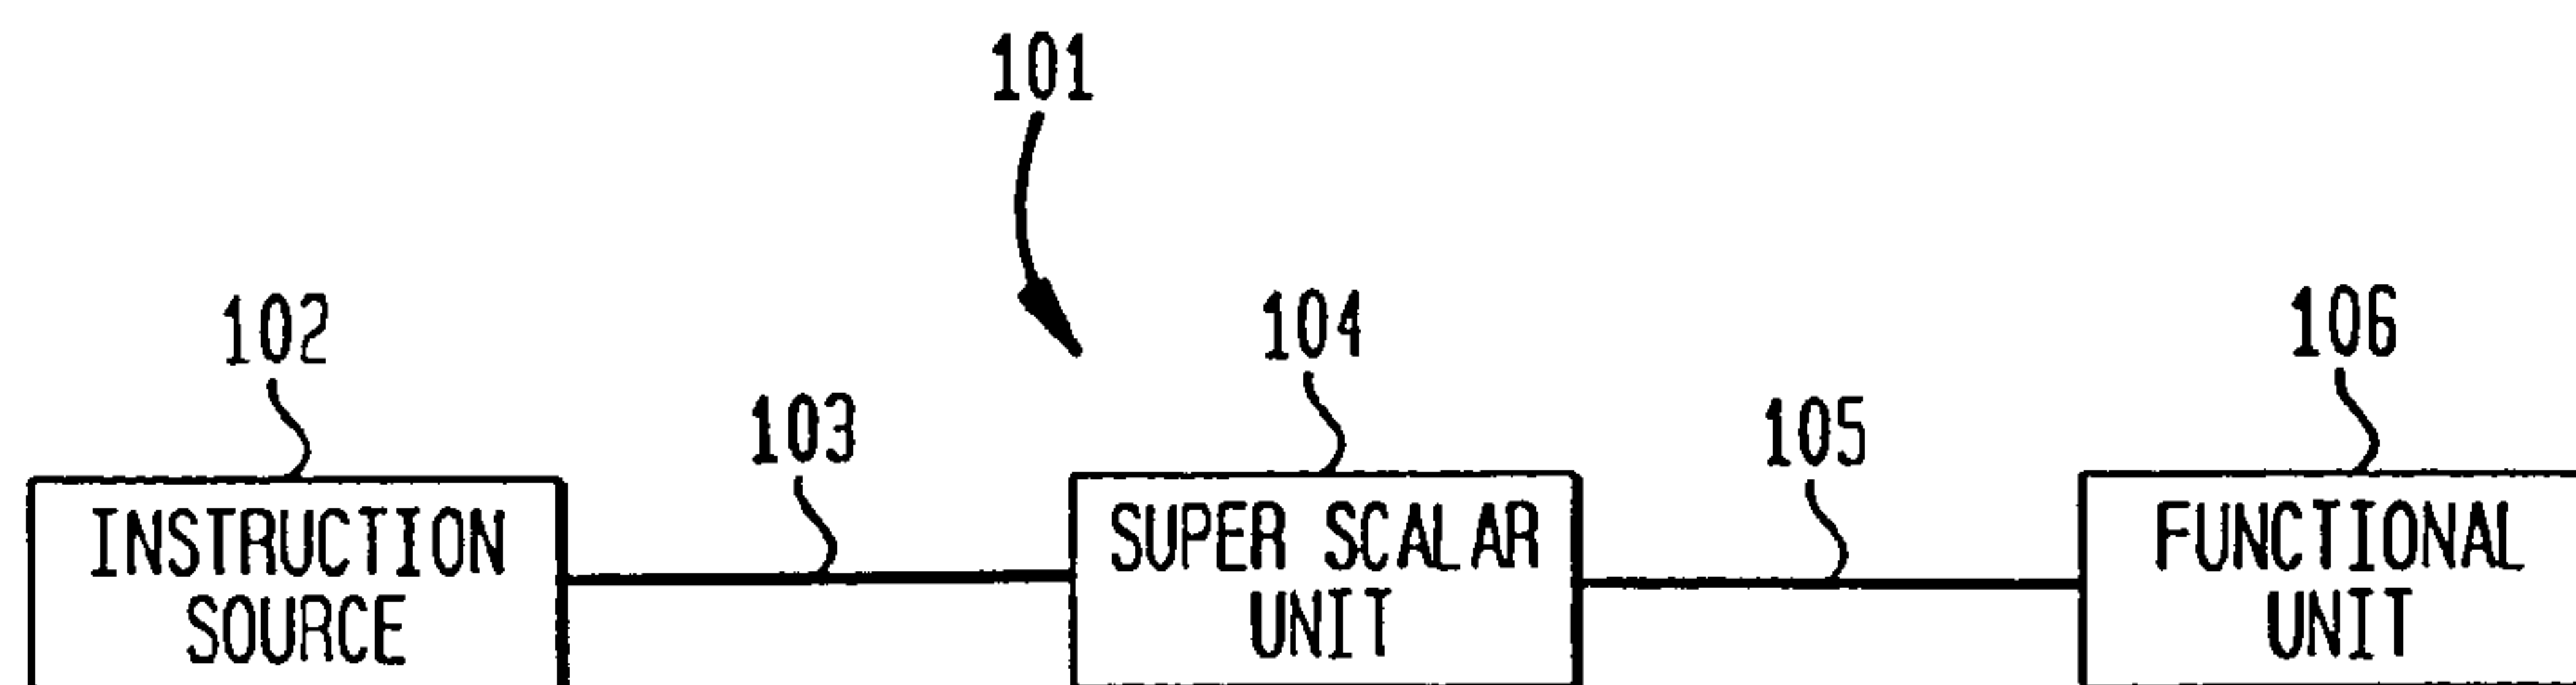 101
102
103
104
105
106
INSTRUCTION
SOURCE
SUPER SCALAR
UNIT
FUNCTIONAL
UNIT